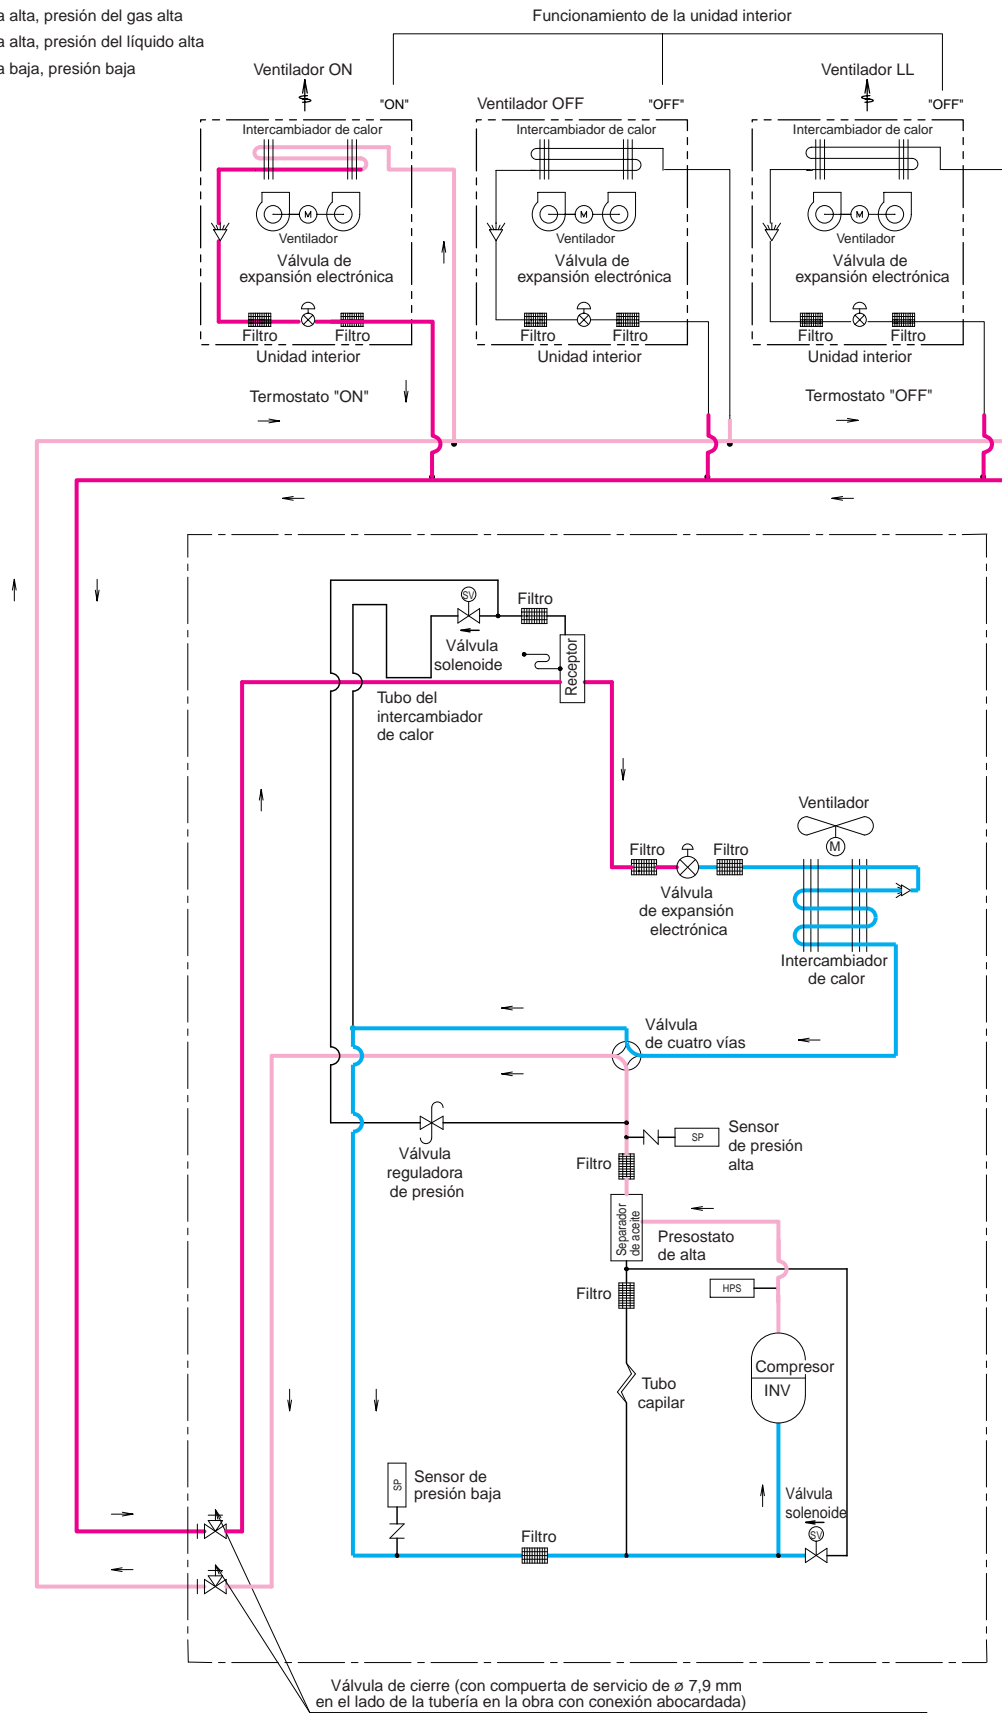 a alta, presión del gas alta
a alta, presión del líquido alta
a baja, presión baja
Funcionamiento de la unidad interior
Ventilador ON
"ON"
Ventilador OFF
"OFF"
Ventilador LL
"OFF"
Intercambiador de calor
Intercambiador de calor
Intercambiador de calor
M
M
M
Ventilador
Ventilador
Ventilador
Válvula de
expansión electrónica
Válvula de
expansión electrónica
Válvula de
expansión electrónica
Filtro
Filtro
Filtro
Filtro
Filtro
Filtro
Unidad interior
Unidad interior
Unidad interior
Termostato "ON"
Termostato "OFF"
SV
Filtro
Válvula
solenoide
Receptor
Tubo del
intercambiador
de calor
Ventilador
M
Filtro
Filtro
Válvula
de expansión
electrónica
Intercambiador
de calor
Válvula
de cuatro vías
Válvula
reguladora
de presión
SP
Sensor
de presión
alta
Filtro
Separador
de aceite
Presostato
de alta
Filtro
HPS
Compresor
INV
Tubo
capilar
SP
Sensor de
presión baja
Filtro
Válvula
solenoide
SV
Válvula de cierre (con compuerta de servicio de ø 7,9 mm
en el lado de la tubería en la obra con conexión abocardada)